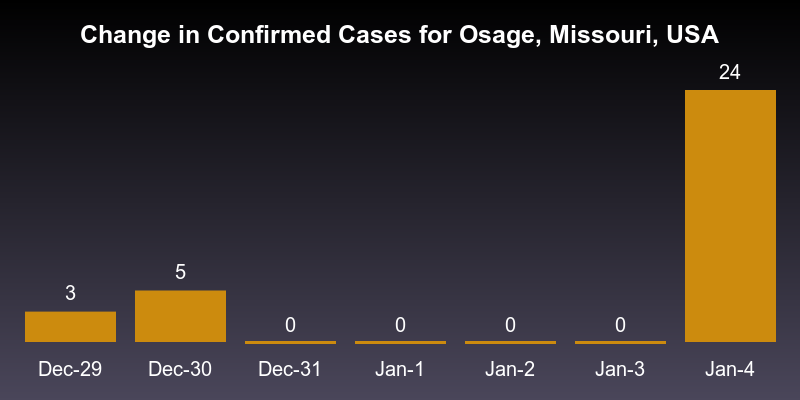 Change in Confirmed Cases for Osage, Missouri, USA
24
5
3
0 0 0 0
Dec-29 Dec-30 Dec-31 Jan-1 Jan-2 Jan-3 Jan-4